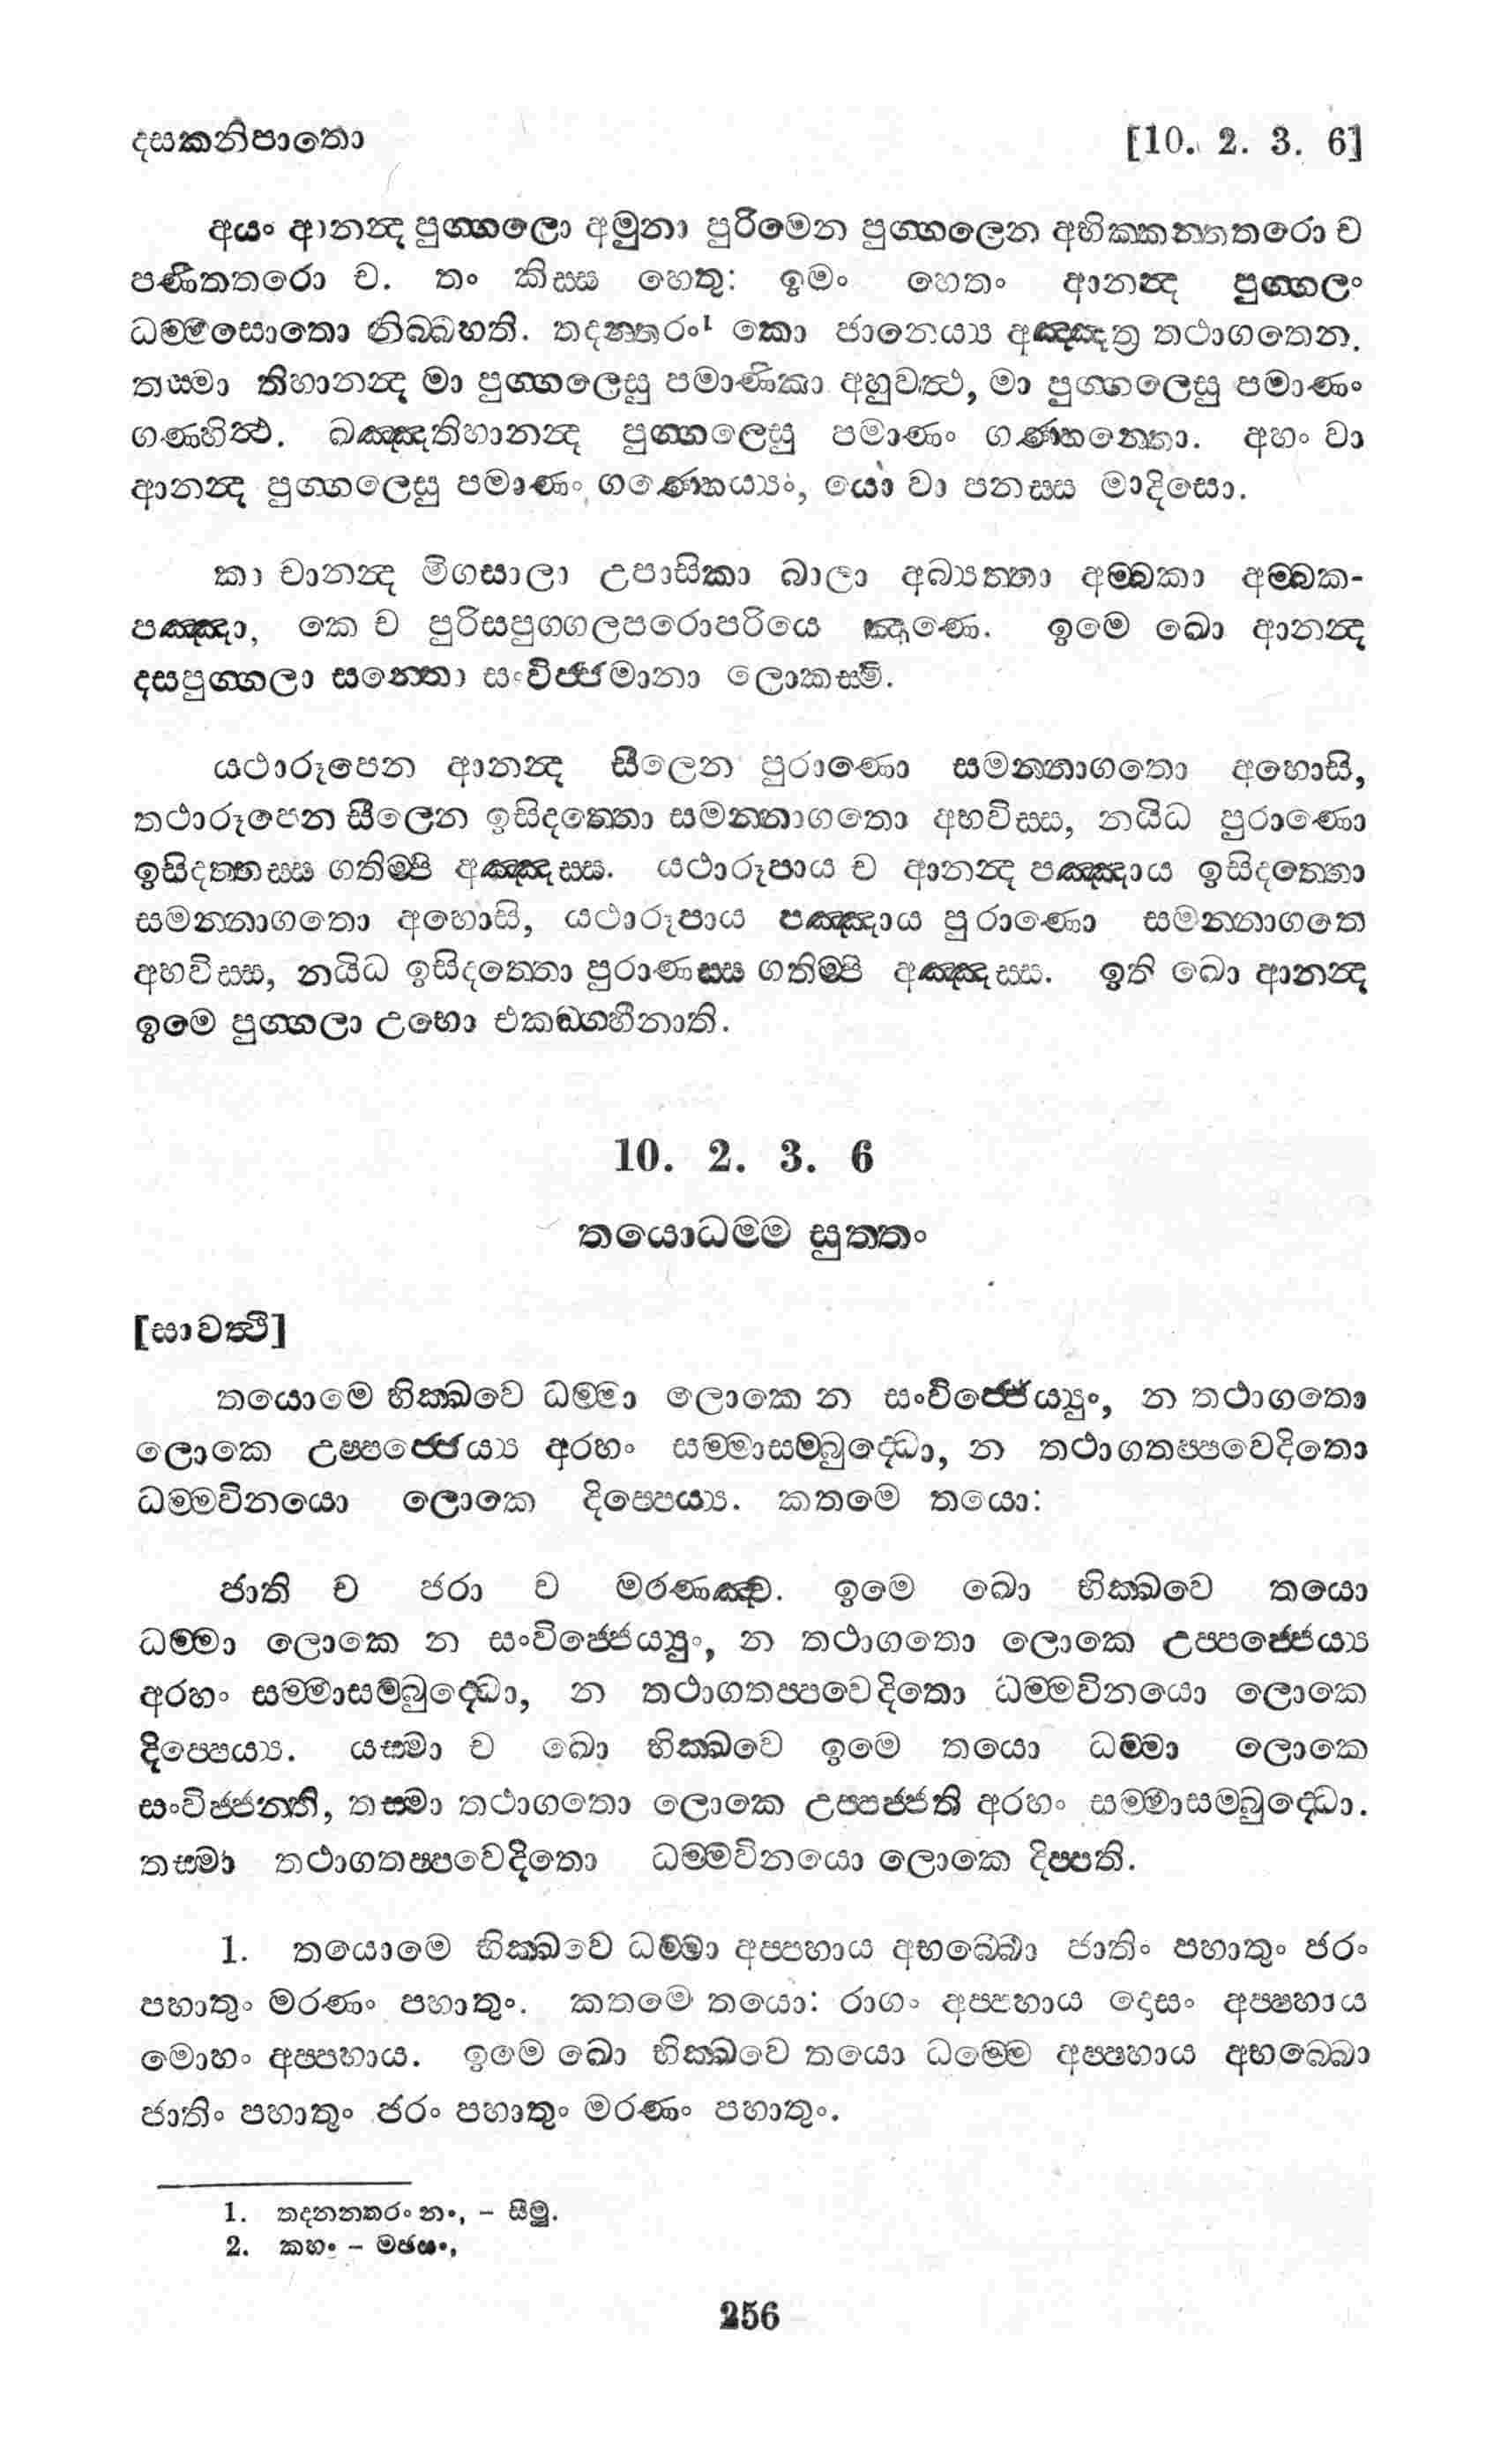 දසකනිපාතො [10. 2. 3. 6]
අයං ආනන්ද පුග්ගලො අමුනා පුරිමෙන පුග්ගලෙන අභික්කන්තතරො ච
පණීතතරො ච. තං කිස්ස හෙතු: ඉමං හෙතං ආනන්ද පුග්ගලං
ධම්මසොතො නිබ්බහති. තදන්තරං¹ කො ජානෙය්‍ය අඤ්ඤත්‍ර තථාගතෙන.
තස්මා තිහානන්ද මා පුග්ගලෙසු පමාණිකා අහුවත්ථ, මා පුග්ගලෙසු පමාණං
ගණ්හිත්ථ. ඛඤ්ඤතිහානන්ද පුග්ගලෙසු පමාණං ගණ්හන්තො. අහං වා
ආනන්ද පුග්ගලෙසු පමාණං ගණ්හෙය්‍යං, යො වා පනස්ස මාදිසො.
කා චානන්ද මිගසාලා උපාසිකා බාලා අබ්‍යත්තා අම්බකා අම්බක-
පඤ්ඤා, කෙ ච පුරිසපුග්ගලපරොපරියෙ ඤාණෙ. ඉමෙ ඛො ආනන්ද
දසපුග්ගලා සන්තො සංවිජ්ජමානා ලොකස්මිං.
යථාරූපෙන ආනන්ද සීලෙන පුරාණො සමන්නාගතො අහොසි,
තථාරූපෙන සීලෙන ඉසිදත්තො සමන්නාගතො අභවිස්ස, නයිධ පුරාණො
ඉසිදත්තස්ස ගතිම්පි අඤ්ඤස්ස. යථාරූපාය ච ආනන්ද පඤ්ඤාය ඉසිදත්තො
සමන්නාගතො අහොසි, යථාරූපාය පඤ්ඤාය පුරාණො සමන්නාගතෙ
අභවිස්ස, නයිධ ඉසිදත්තො පුරාණස්ස ගතිම්පි අඤ්ඤස්ස. ඉති ඛො ආනන්ද
ඉමෙ පුග්ගලා උභො එකඞ්ගහීනාති.
10. 2. 3. 6
තයොධම්ම සුත්තං
[සාවත්ථි]
තයොමෙ භික්ඛවෙ ධම්මා ලොකෙ න සංවිජ්ජෙය්‍යුං, න තථාගතො
ලොකෙ උප්පජ්ජෙය්‍ය අරහං සම්මාසම්බුද්ධො, න තථාගතප්පවෙදිතො
ධම්මවිනයො ලොකෙ දිප්පෙය්‍ය. කතමෙ තයො:
ජාති ච ජරා ව මරණඤ්ච. ඉමෙ ඛො භික්ඛවෙ තයො
ධම්මා ලොකෙ න සංවිජ්ජෙය්‍යුං, න තථාගතො ලොකෙ උප්පජ්ජෙය්‍ය
අරහං සම්මාසම්බුද්ධො, න තථාගතප්පවෙදිතො ධම්මවිනයො ලොකෙ
දිප්පෙය්‍ය. යස්මා ච ඛො භික්ඛවෙ ඉමෙ තයො ධම්මා ලොකෙ
සංවිජ්ජන්ති, තස්මා තථාගතො ලොකෙ උප්පජ්ජති අරහං සම්මාසම්බුද්ධො.
තස්මා තථාගතප්පවෙදිතො ධම්මවිනයො ලොකෙ දිප්පති.
1. තයොමෙ භික්ඛවෙ ධම්මා අප්පහාය අභබ්බො ජාතිං පහාතුං ජරං
පහාතුං මරණං පහාතුං. කතමෙ තයො: රාගං අප්පහාය දොසං අප්පහාය
මොහං අප්පහාය. ඉමෙ ඛො භික්ඛවෙ තයො ධම්මෙ අප්පහාය අභබ්බො
ජාතිං පහාතුං ජරං පහාතුං මරණං පහාතුං.
1. තදනන්තරං නං, - සීමු.
2. කහං - මඡසං,
256